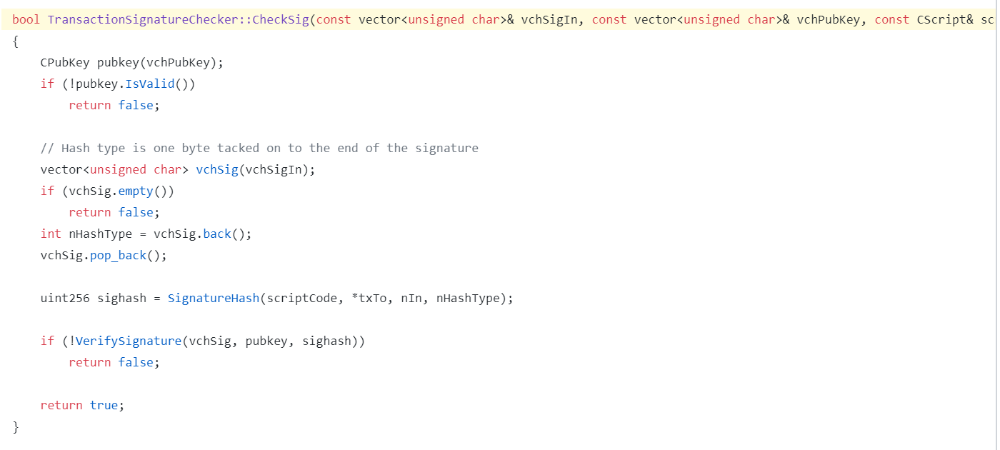 bool TransactionSignatureChecker::CheckSig(const vector<unsigned char>& vchSigIn, const vector<unsigned char>& vchPubKey, const CScript& sc
{
    CPubKey pubkey(vchPubKey);
    if (!pubkey.IsValid())
        return false;

    // Hash type is one byte tacked on to the end of the signature
    vector<unsigned char> vchSig(vchSigIn);
    if (vchSig.empty())
        return false;
    int nHashType = vchSig.back();
    vchSig.pop_back();

    uint256 sighash = SignatureHash(scriptCode, *txTo, nIn, nHashType);

    if (!VerifySignature(vchSig, pubkey, sighash))
        return false;

    return true;
}